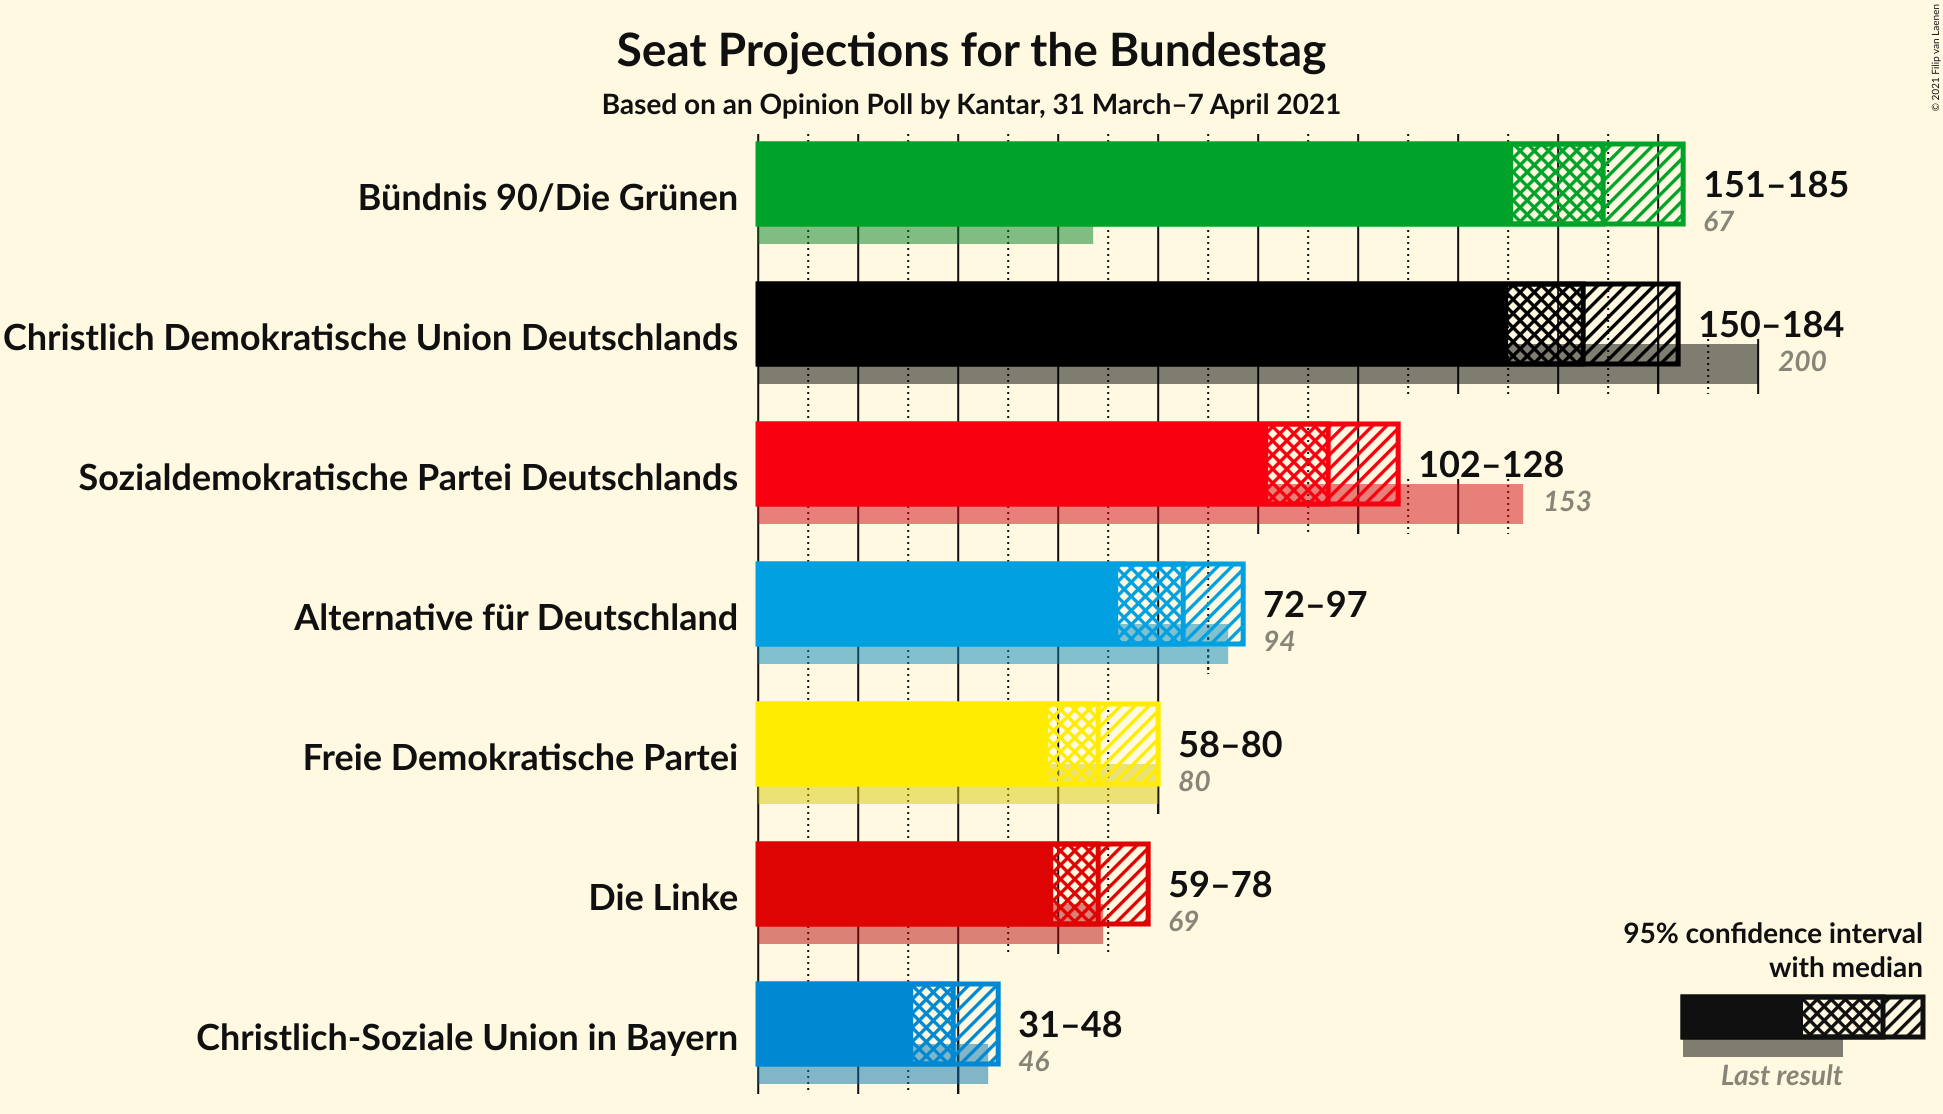 Seat Projections for the Bundestag
Based on an Opinion Poll by Kantar, 31 March–7 April 2021
© 2021 Filip van Laenen
Bündnis 90/Die Grünen
151–185
67
Christlich Demokratische Union Deutschlands
150–184
200
Sozialdemokratische Partei Deutschlands
102–128
153
Alternative für Deutschland
72–97
94
Freie Demokratische Partei
58–80
80
Die Linke
59–78
69
Christlich-Soziale Union in Bayern
31–48
46
95% confidence interval
with median
Last result